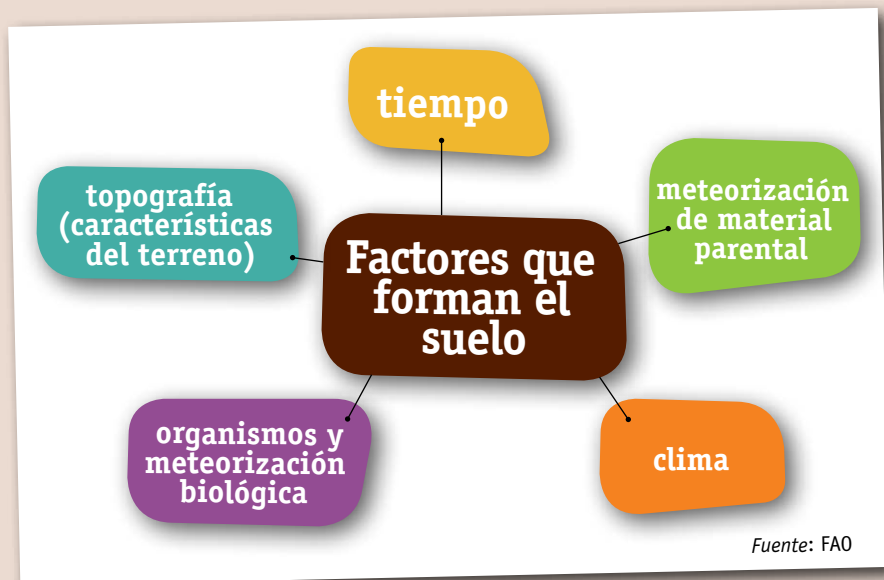 tiempo
topografía
(características
del terreno)
meteorización
de material
parental
Factores que
forman el
suelo
organismos y
meteorización
biológica
clima
Fuente: FAO